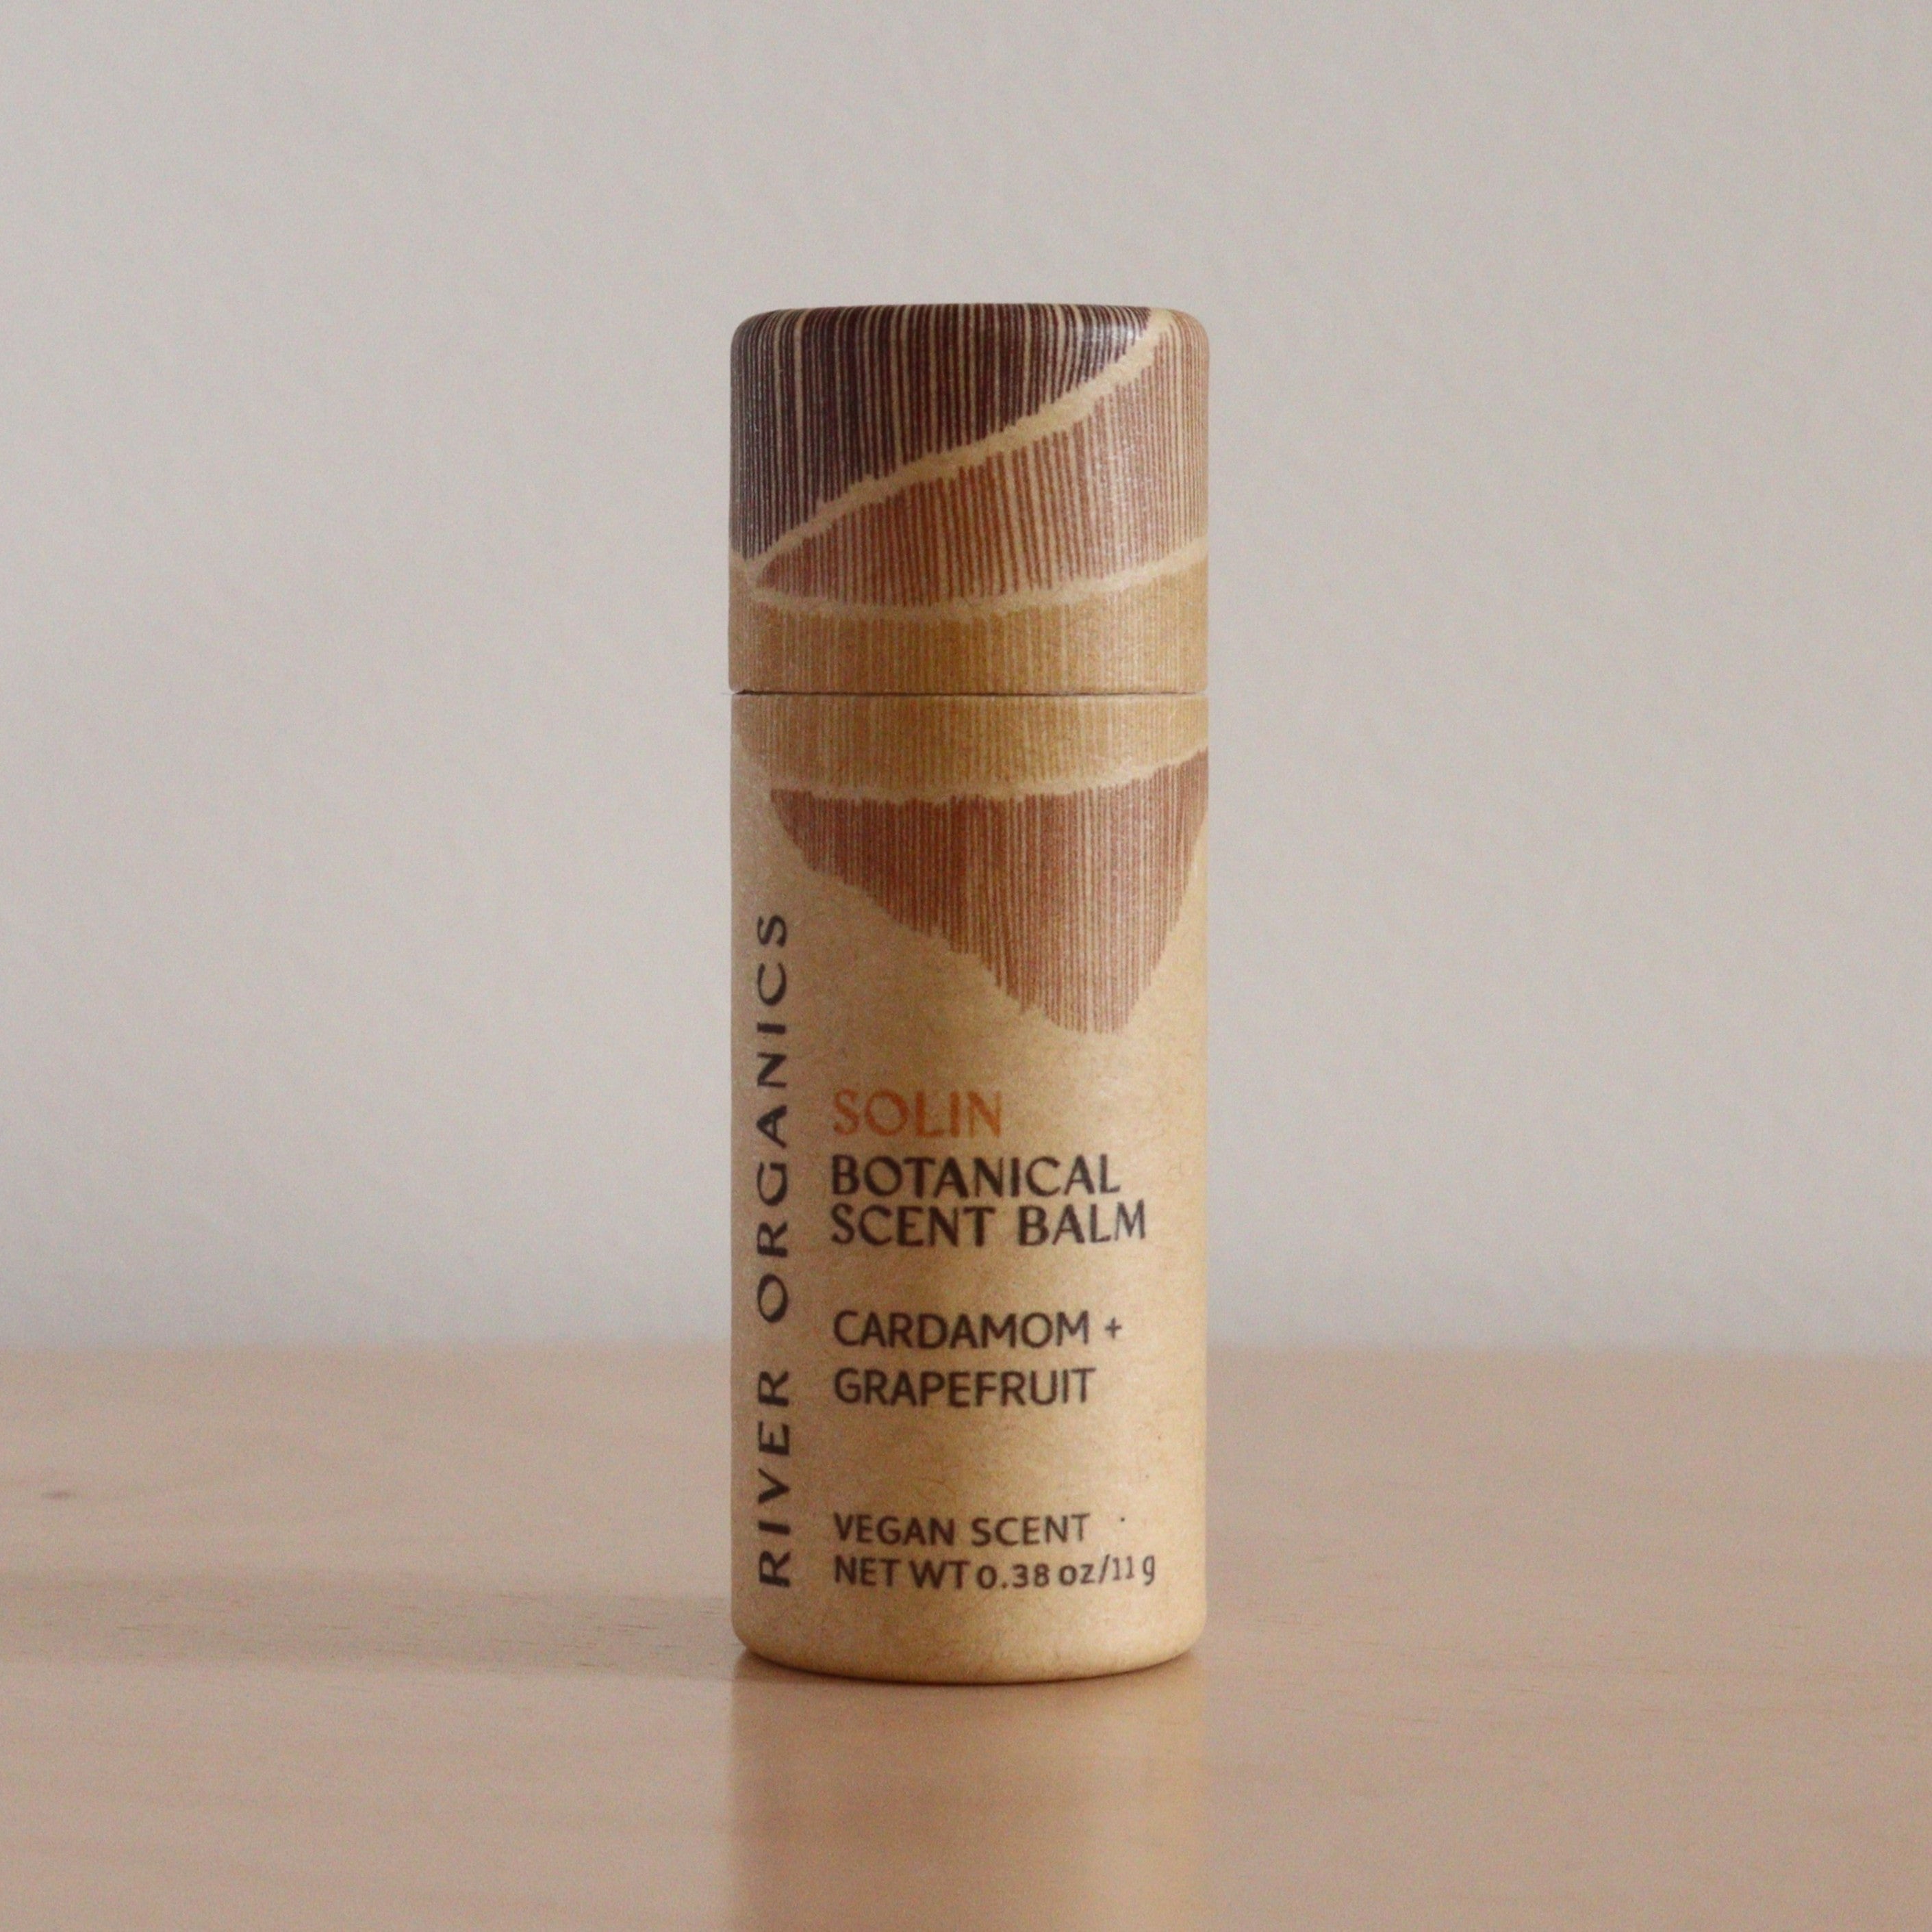 RIVER ORGANICS
SOLIN
BOTANICAL
SCENT BALM
CARDAMOM +
GRAPEFRUIT
VEGAN SCENT
NET WT 0.38 oz/11 g